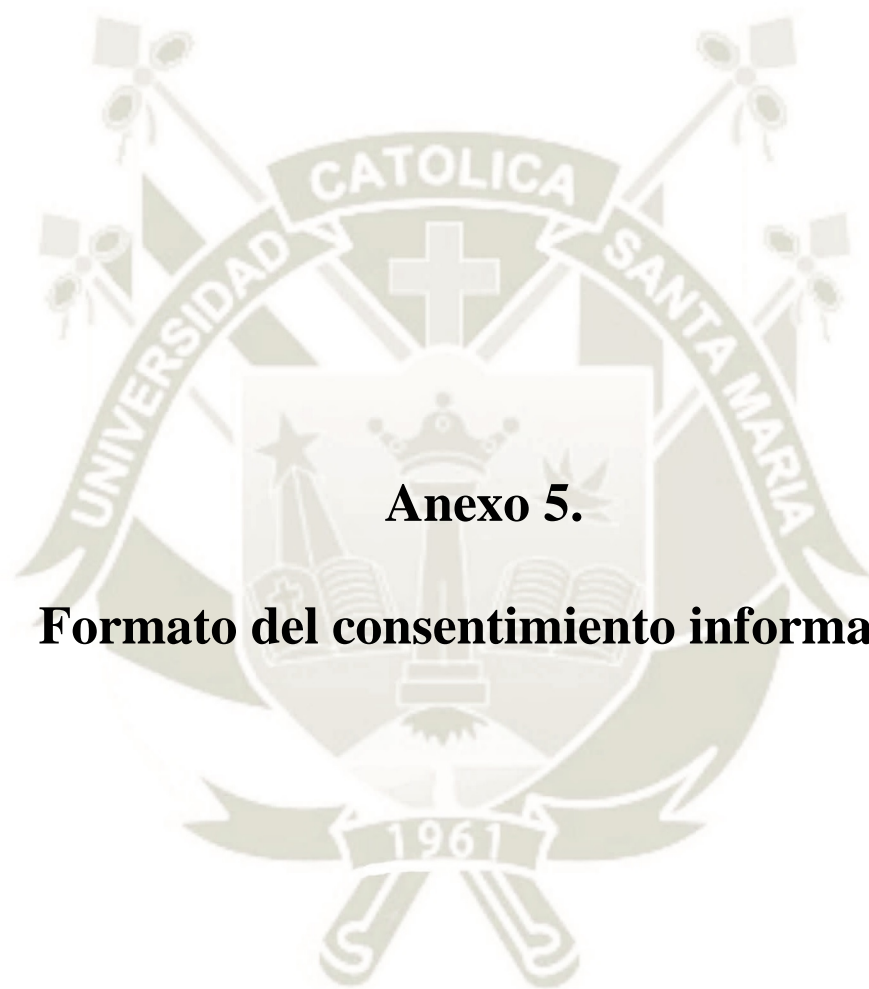 UNIVERSIDAD CATOLICA SANTA MARIA
Anexo 5.
Formato del consentimiento informa
1961